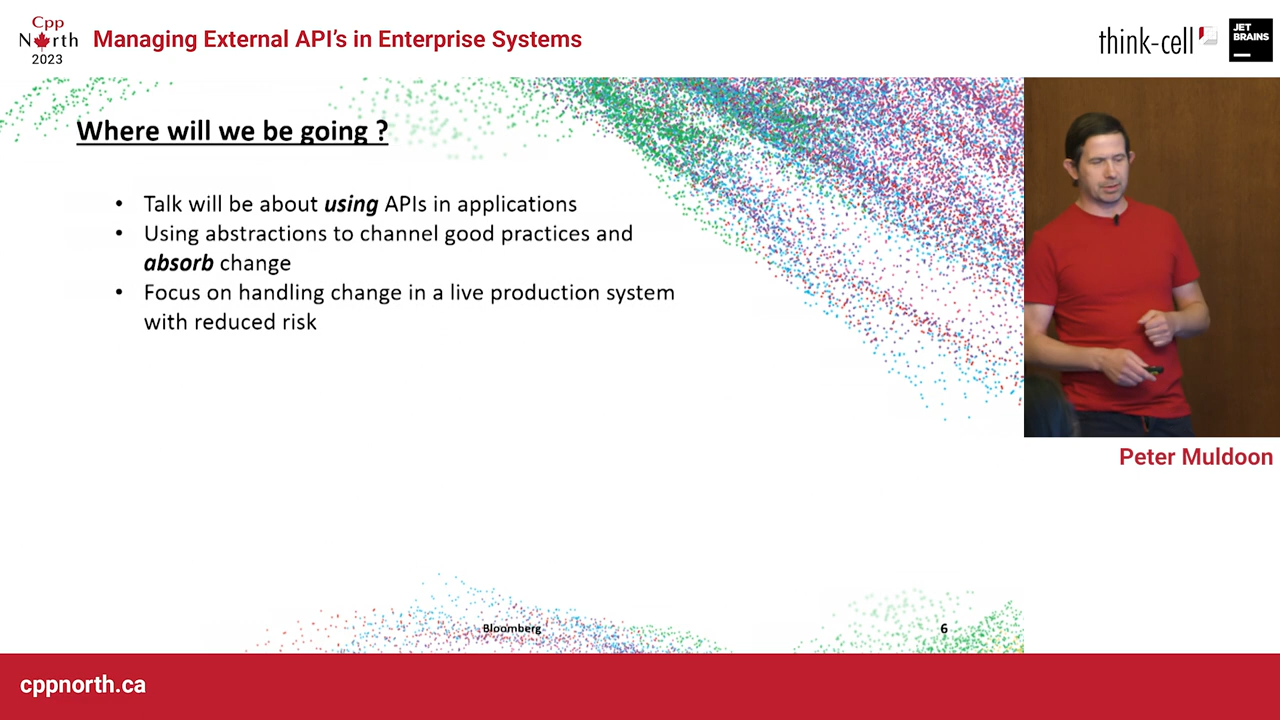 Cpp
North
2023
Managing External API's in Enterprise Systems
think-cell
JET
BRAINS
Where will we be going ?
• Talk will be about using APIs in applications
• Using abstractions to channel good practices and
absorb change
• Focus on handling change in a live production system
with reduced risk
Peter Muldoon
Bloomberg
6
cppnorth.ca